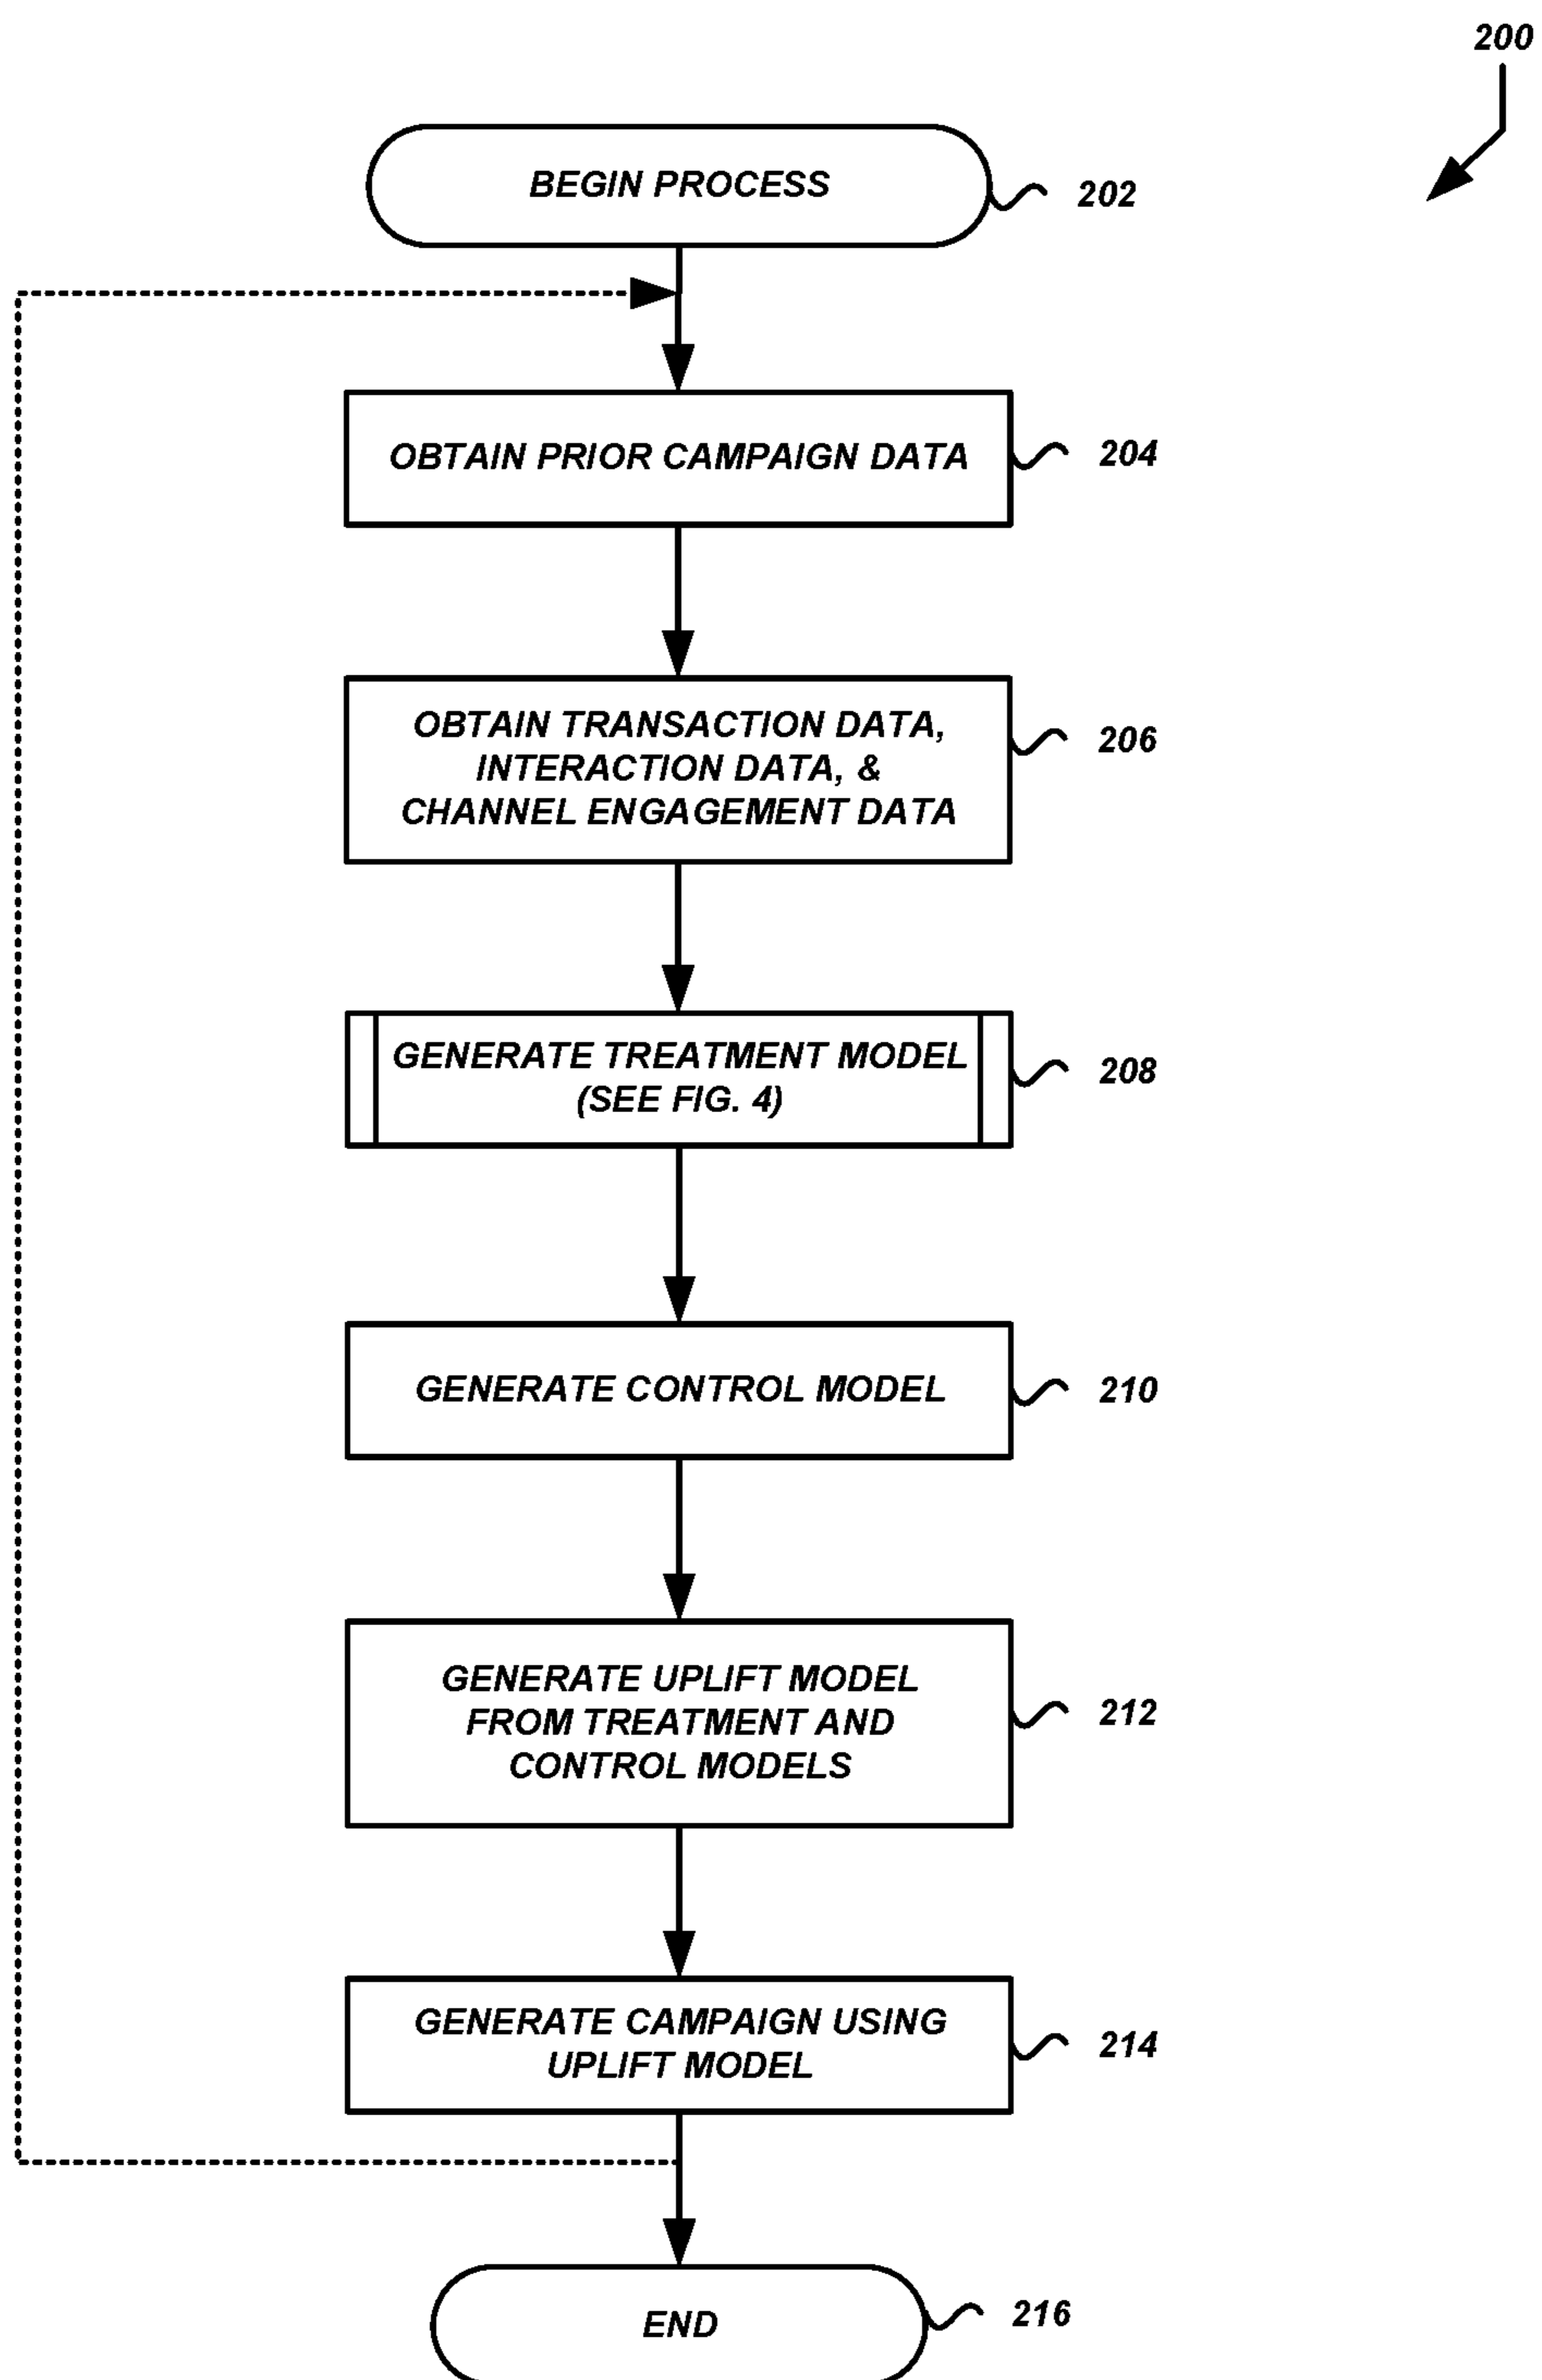 200
BEGIN PROCESS
202
OBTAIN PRIOR CAMPAIGN DATA
204
OBTAIN TRANSACTION DATA,
INTERACTION DATA, &
CHANNEL ENGAGEMENT DATA
206
GENERATE TREATMENT MODEL
(SEE FIG. 4)
208
GENERATE CONTROL MODEL
210
GENERATE UPLIFT MODEL
FROM TREATMENT AND
CONTROL MODELS
212
GENERATE CAMPAIGN USING
UPLIFT MODEL
214
END
216